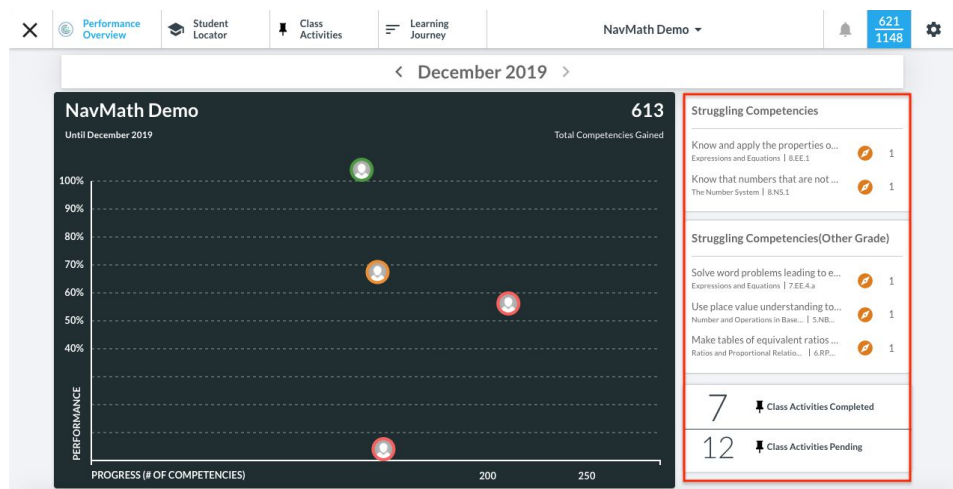 Performance
Overview
Student
Locator
Class
Activities
Learning
Journey
NavMath Demo
621
1148
December 2019
NavMath Demo
613
Until December 2019
Total Competencies Gained
100%
90%
80%
70%
60%
50%
40%
PERFORMANCE
PROGRESS (# OF COMPETENCIES)
200
250
Struggling Competencies
Know and apply the properties o...
1
Expressions and Equations | 8.EE.1
Know that numbers that are not ...
1
The Number System | 8.NS.1
Struggling Competencies(Other Grade)
Solve word problems leading to e...
1
Expressions and Equations | 7.EE.4.a
Use place value understanding to...
1
Number and Operations in Base... | 5.NB...
Make tables of equivalent ratios ...
1
Ratios and Proportional Relatio... | 6.RP...
7
Class Activities Completed
12
Class Activities Pending